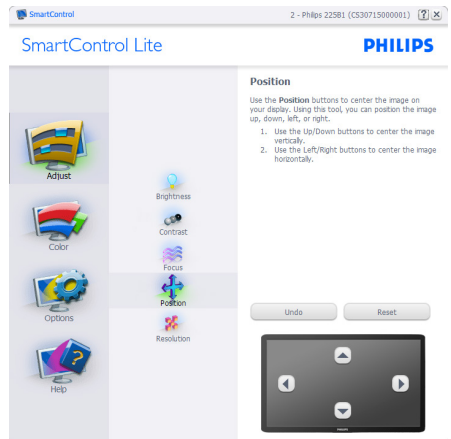 SmartControl
2 - Philips 225B1 (CS30715000001)
SmartControl Lite
PHILIPS
Adjust
Color
Options
Help
Brightness
Contrast
Focus
Position
Resolution
Position
Use the Position buttons to center the image on
your display. Using this tool, you can position the image
up, down, left, or right.
1. Use the Up/Down buttons to center the image
vertically.
2. Use the Left/Right buttons to center the image
horizontally.
Undo
Reset
PHILIPS